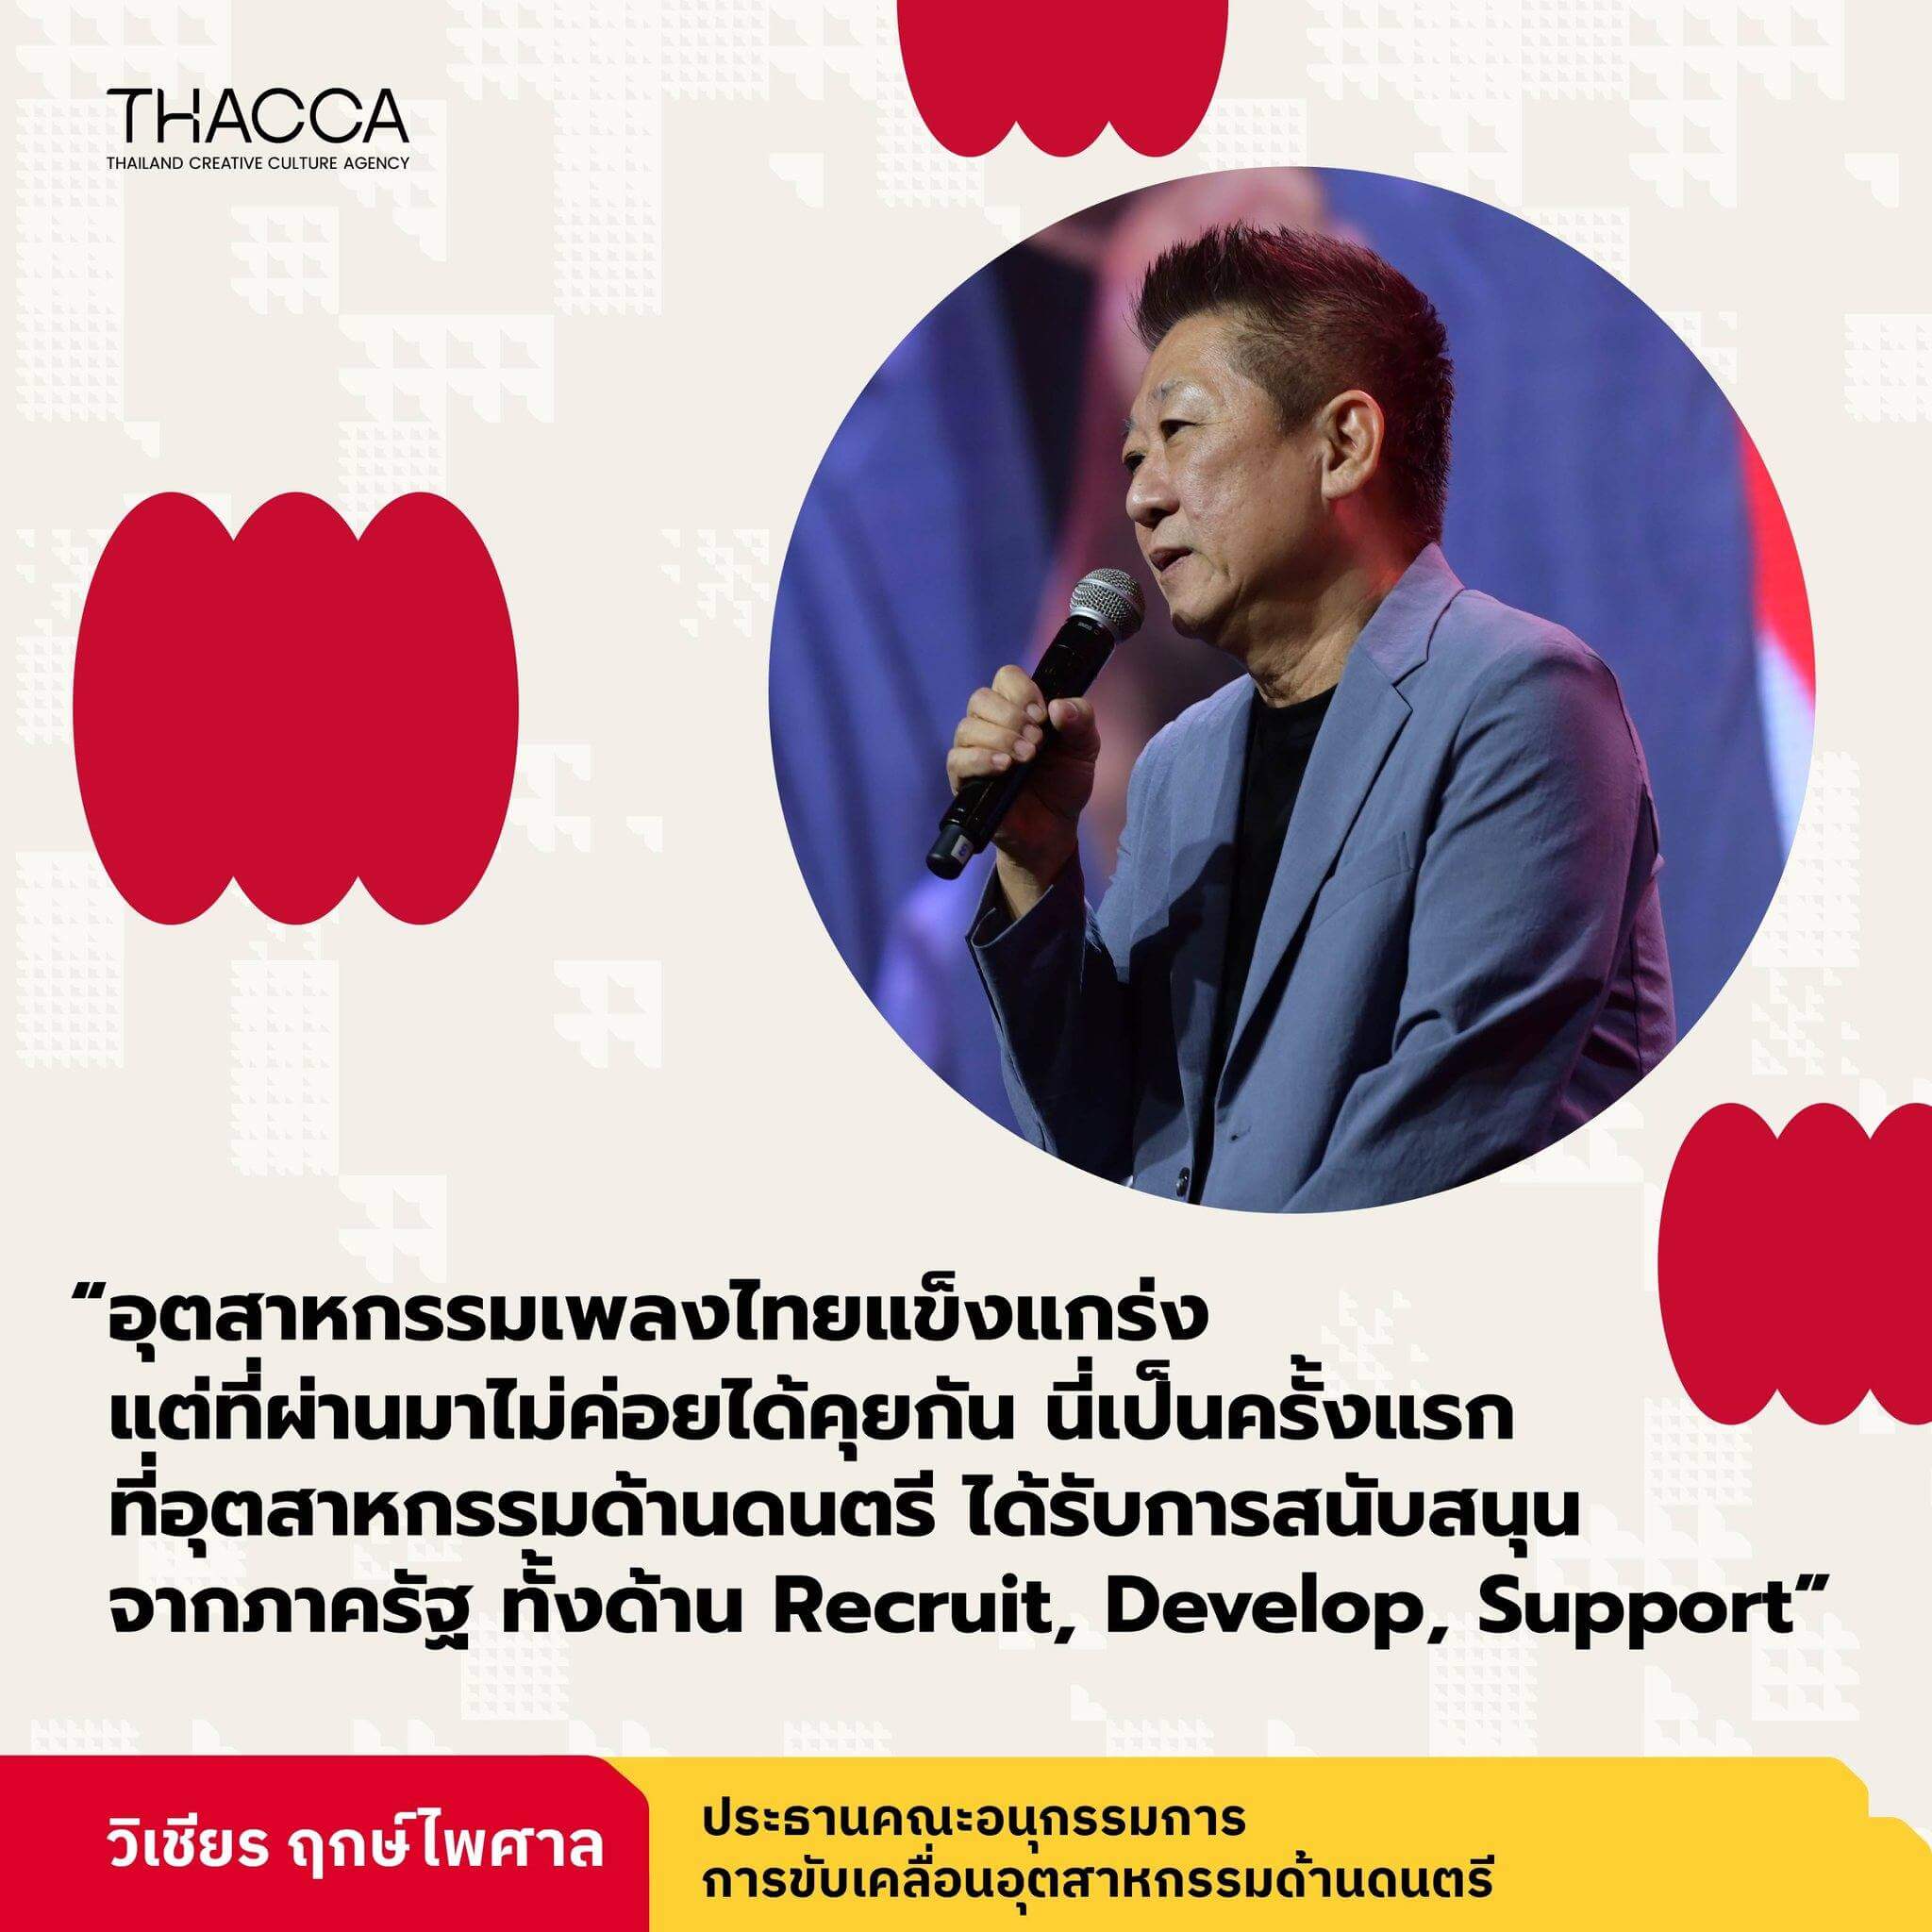 THACCA
THAILAND CREATIVE CULTURE AGENCY
“อุตสาหกรรมเพลงไทยแข็งแกร่ง
แต่ที่ผ่านมาไม่ค่อยได้คุยกัน นี่เป็นครั้งแรก
ที่อุตสาหกรรมด้านดนตรี ได้รับการสนับสนุน
จากภาครัฐ ทั้งด้าน Recruit, Develop, Support”
วิเชียร ฤกษ์ไพศาล
ประธานคณะอนุกรรมการ
การขับเคลื่อนอุตสาหกรรมด้านดนตรี